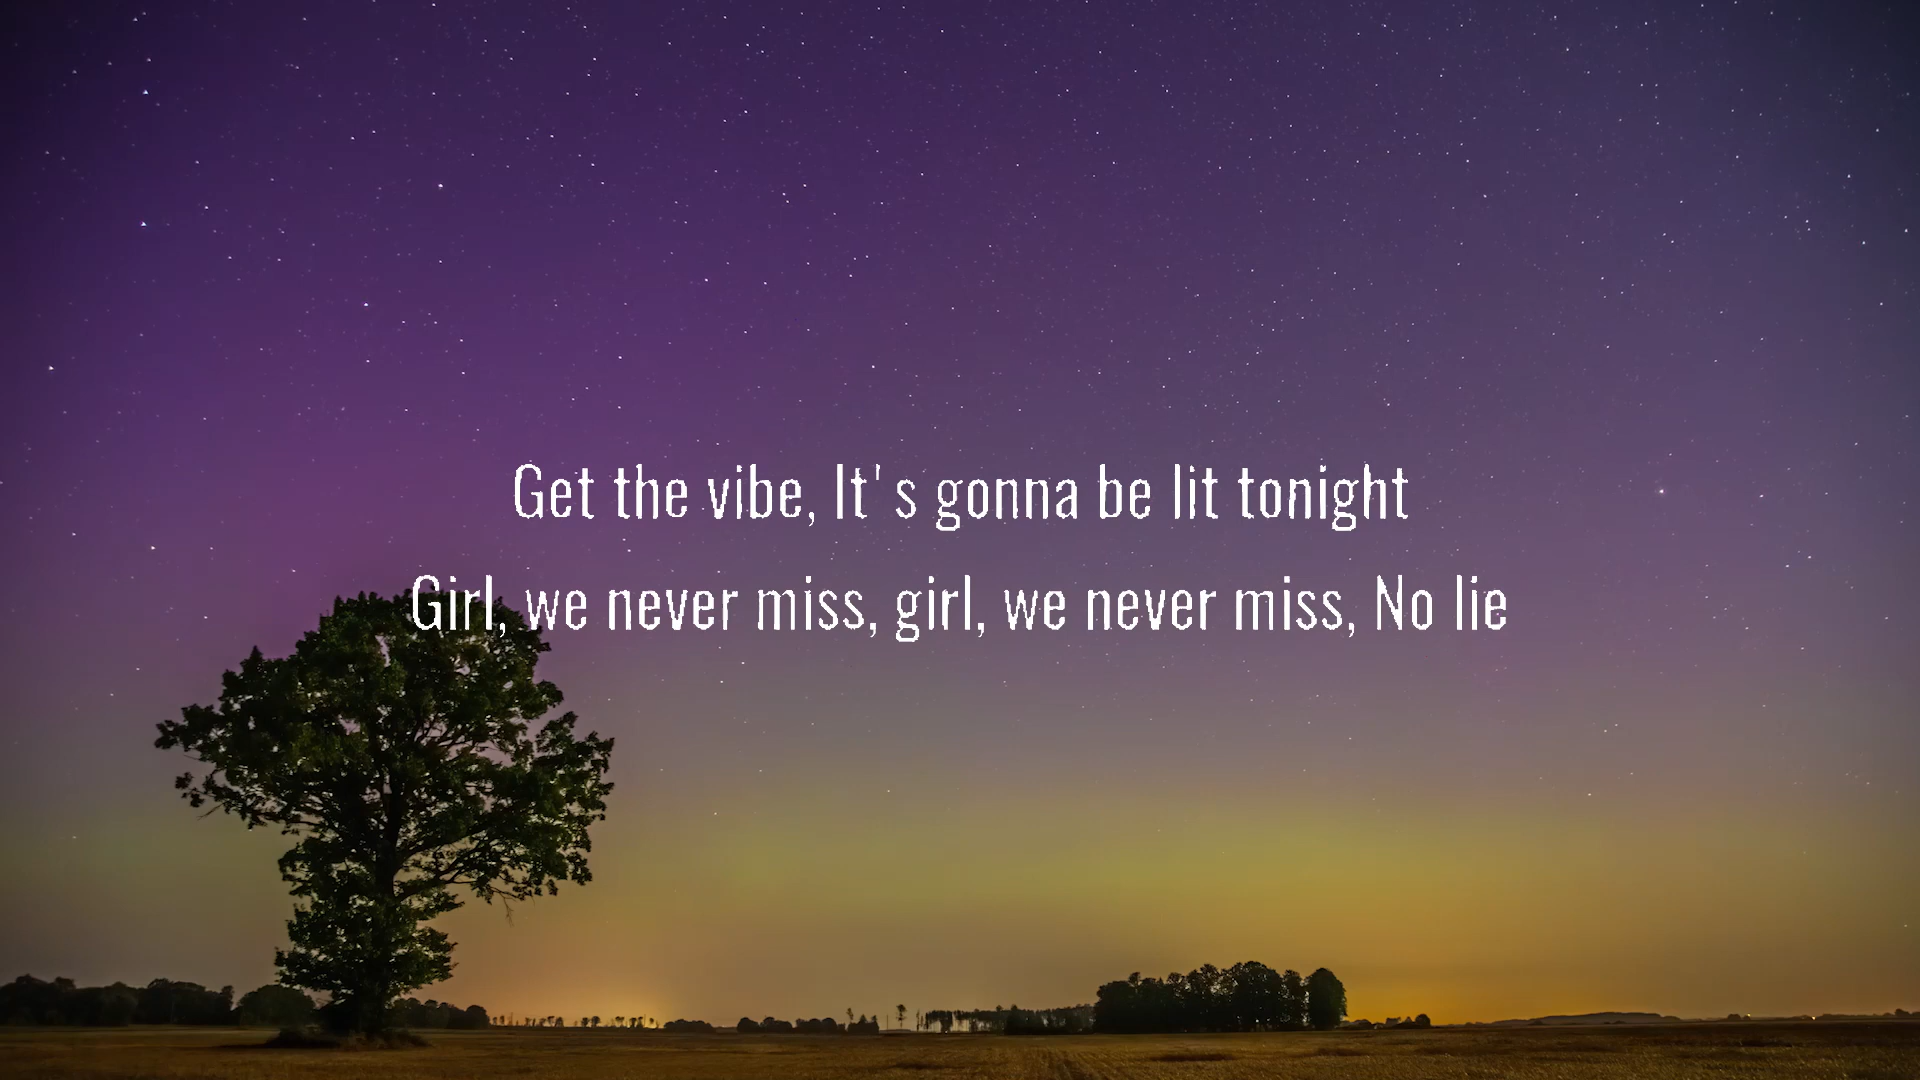 Get the vibe, It's gonna be lit tonight
Girl, we never miss, girl, we never miss, No lie